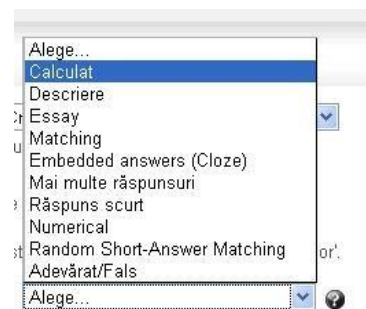 Alege...
Calculat
Descriere
Essay
Matching
Embedded answers (Cloze)
Mai multe răspunsuri
Răspuns scurt
Numerical
Random Short-Answer Matching
or'.
Adevărat/Fals
Alege...